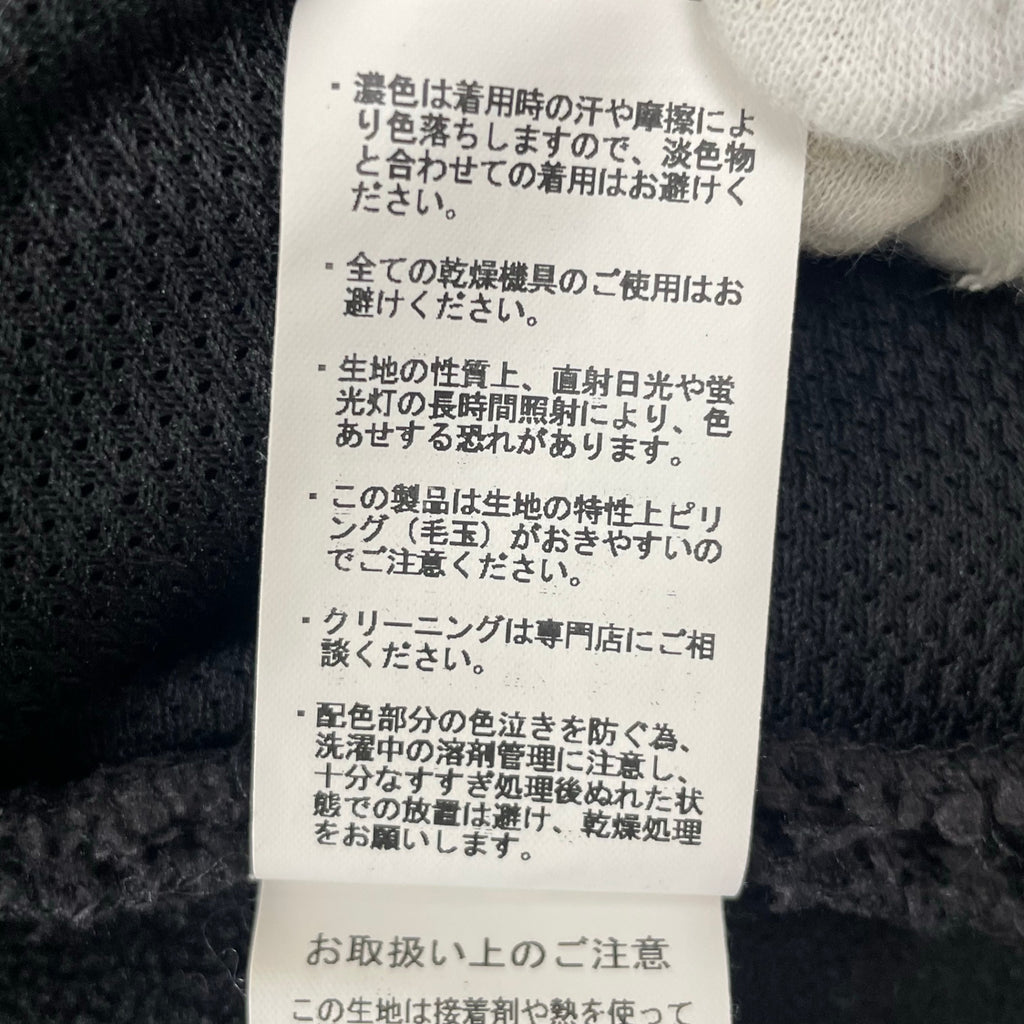 ・濃色は着用時の汗や摩擦によ
り色落ちしますので、淡色物
と合わせての着用はお避けく
ださい。
・全ての乾燥機具のご使用はお
避けください。
・生地の性質上、直射日光や蛍
光灯の長時間照射により、色
あせする恐れがあります。
・この製品は生地の特性上ピリ
ング（毛玉）がおきやすいの
でご注意ください。
・クリーニングは専門店にご相
談ください。
・配色部分の色泣きを防ぐ為、
洗濯中の溶剤管理に注意し、
十分なすすぎ処理後ぬれた状
態での放置は避け、乾燥処理
をお願いします。
お取扱い上のご注意
この生地は接着剤や熱を使って